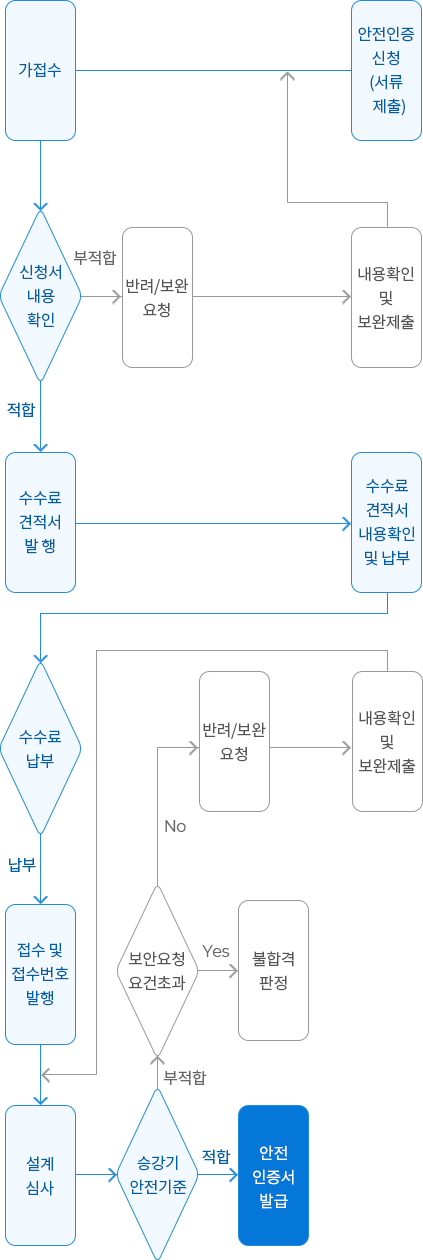 가접수
안전인증
신청
(서류
제출)
신청서
내용
확인
부적합
반려/보완
요청
내용확인
및
보완제출
적합
수수료
견적서
발 행
수수료
견적서
내용확인
및 납부
수수료
납부
반려/보완
요청
내용확인
및
보완제출
No
납부
접수 및
접수번호
발행
보안요청
요건초과
Yes
불합격
판정
부적합
설계
심사
승강기
안전기준
적합
안전
인증서
발급